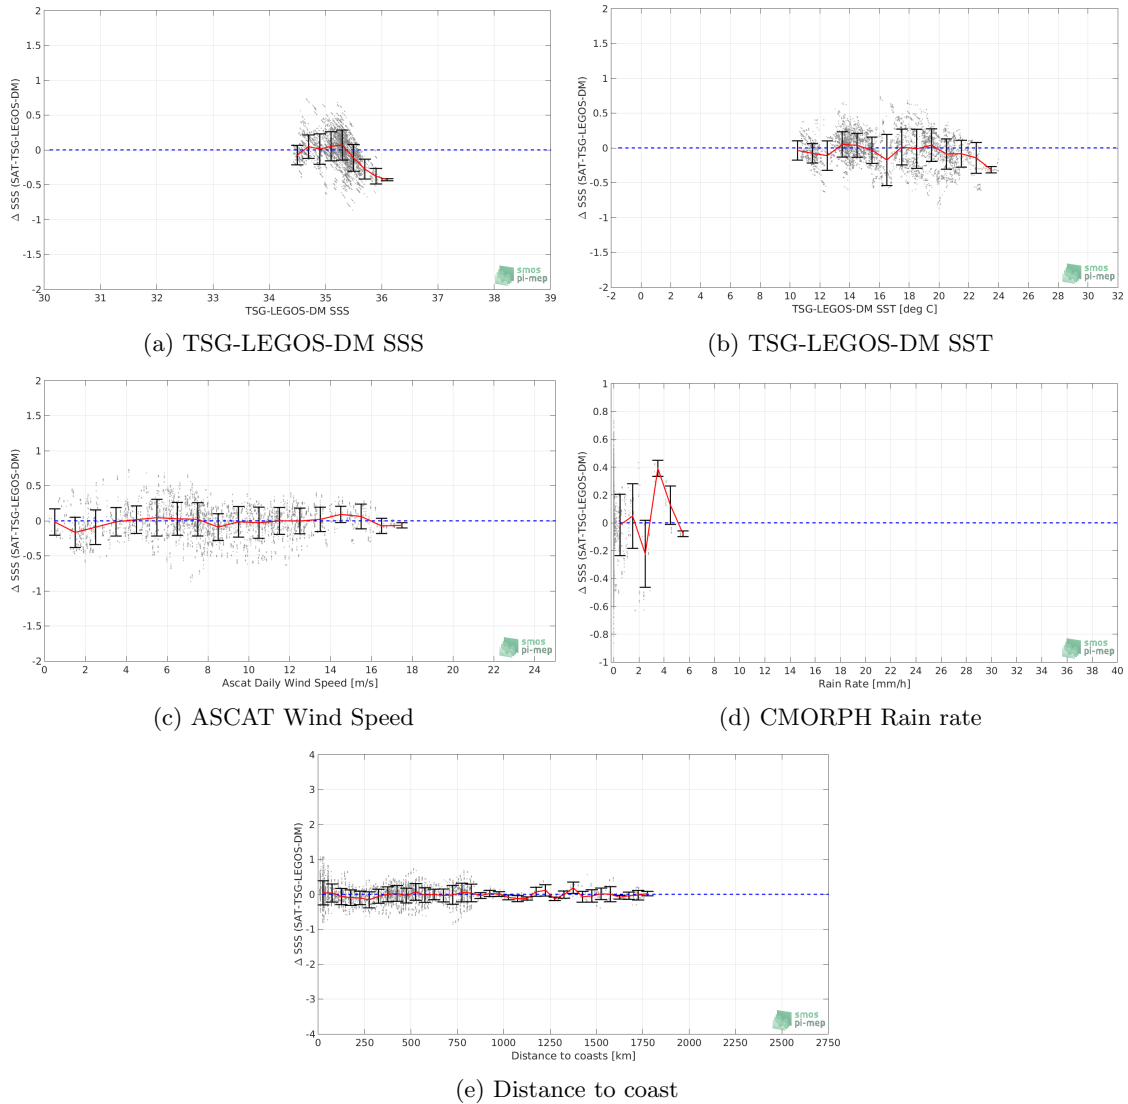 2
1.5
1
0.5
0
-0.5
-1
-1.5
-2
Δ SSS (SAT-TSG-LEGOS-DM)
30 31 32 33 34 35 36 37 38 39
TSG-LEGOS-DM SSS
smos
pi-mep
(a) TSG-LEGOS-DM SSS
2
1.5
1
0.5
0
-0.5
-1
-1.5
-2
Δ SSS (SAT-TSG-LEGOS-DM)
-2 0 2 4 6 8 10 12 14 16 18 20 22 24 26 28 30 32
TSG-LEGOS-DM SST [deg C]
smos
pi-mep
(b) TSG-LEGOS-DM SST
2
1.5
1
0.5
0
-0.5
-1
-1.5
-2
Δ SSS (SAT-TSG-LEGOS-DM)
2 4 6 8 10 12 14 16 18 20 22 24
Ascat Daily Wind Speed [m/s]
smos
pi-mep
(c) ASCAT Wind Speed
1
0.8
0.6
0.4
0.2
0
-0.2
-0.4
-0.6
-0.8
-1
Δ SSS (SAT-TSG-LEGOS-DM)
0 2 4 6 8 10 12 14 16 18 20 22 24 26 28 30 32 34 36 38 40
Rain Rate [mm/h]
smos
pi-mep
(d) CMORPH Rain rate
4
3
2
1
0
-1
-2
-3
-4
Δ SSS (SAT-TSG-LEGOS-DM)
0 250 500 750 1000 1250 1500 1750 2000 2250 2500 2750
Distance to coasts [km]
smos
pi-mep
(e) Distance to coast